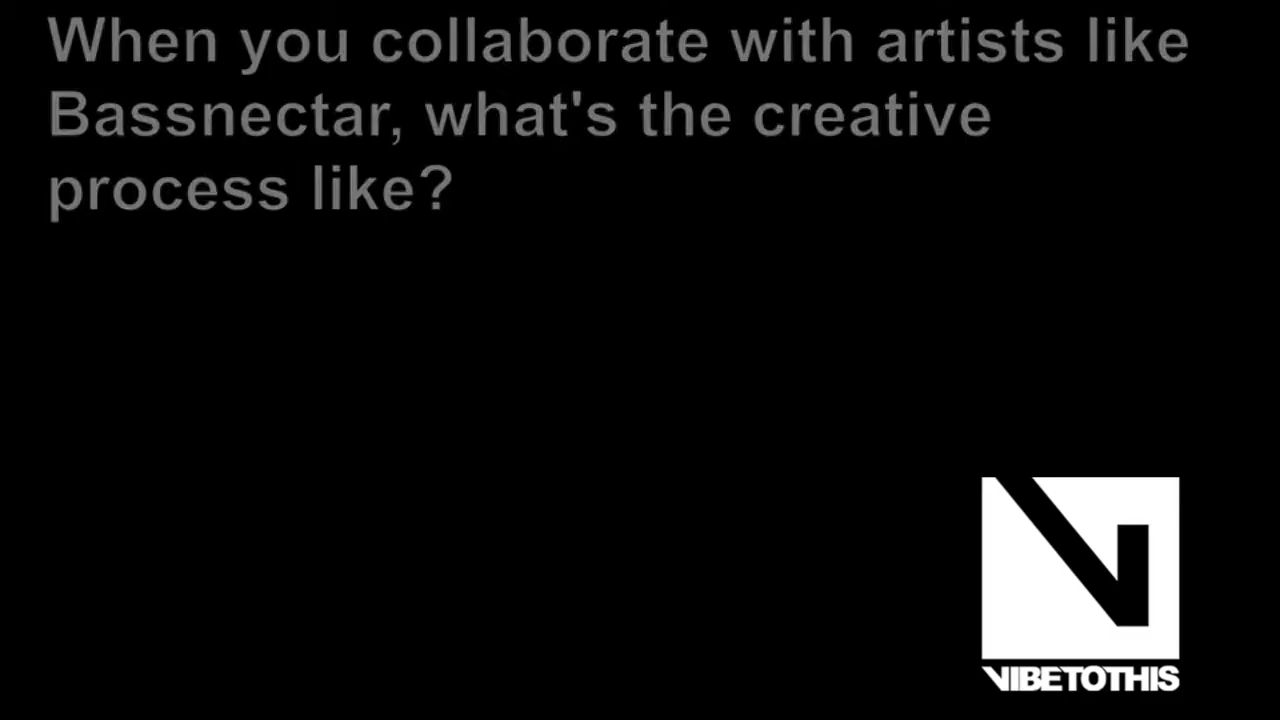 When you collaborate with artists like
Bassnectar, what's the creative
process like?
VIBETOTHIS